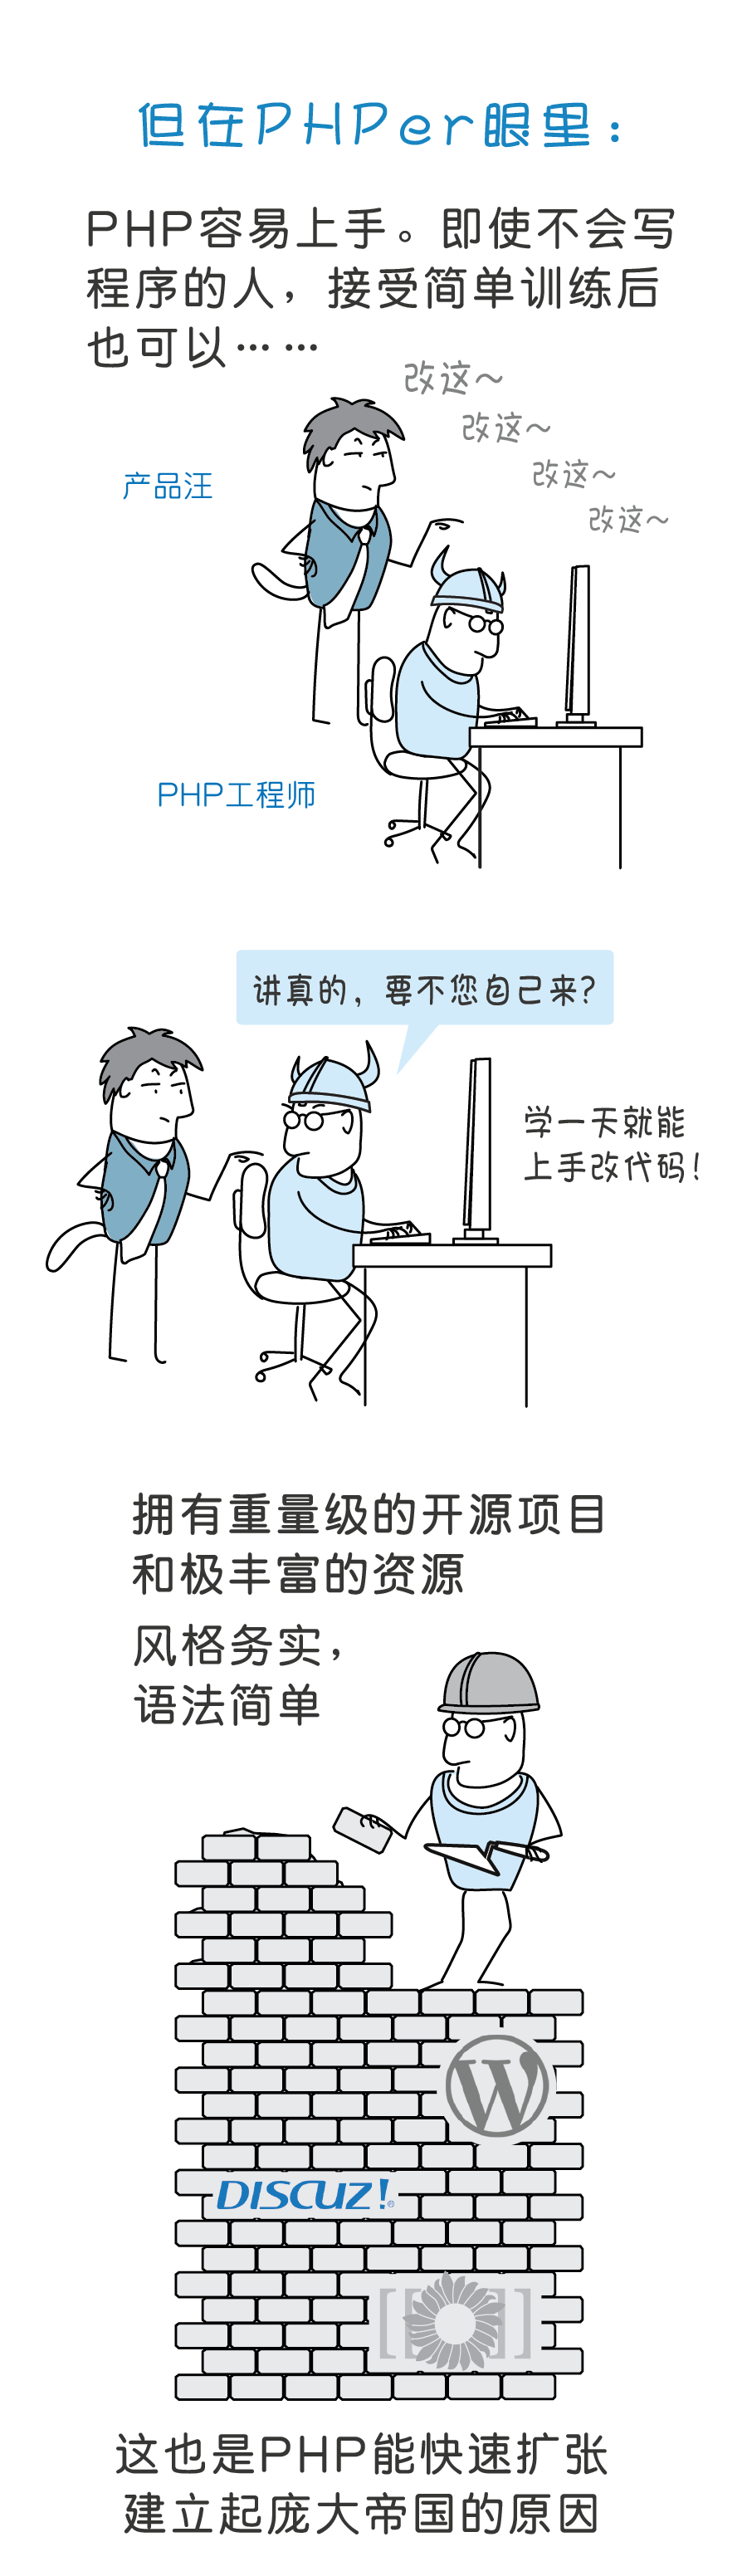 但在PHPer眼里：
PHP容易上手。即使不会写
程序的人，接受简单训练后
也可以……
改这～
改这～
改这～
改这～
产品汪
PHP工程师
讲真的，要不您自己来？
学一天就能
上手改代码！
拥有重量级的开源项目
和极丰富的资源
风格务实，
语法简单
W
DISCUZ!®
[[ ]]
这也是PHP能快速扩张
建立起庞大帝国的原因